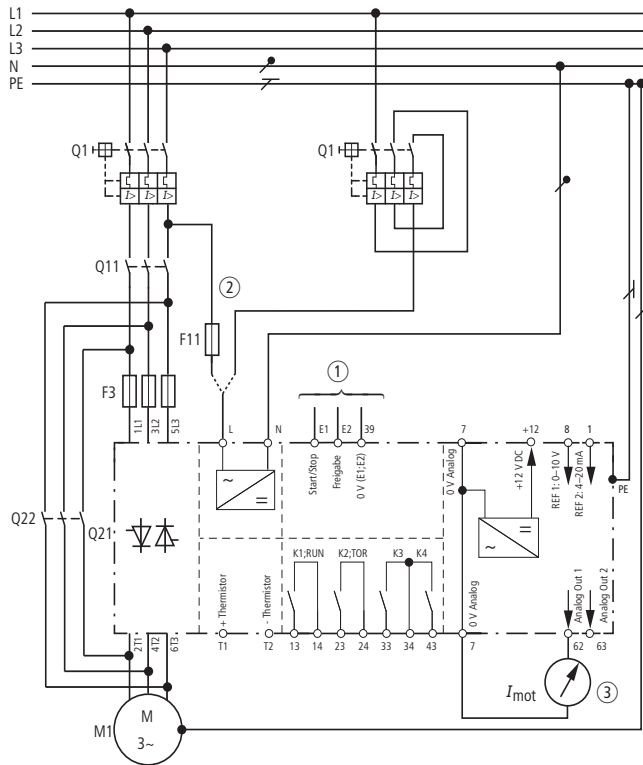 L1
L2
L3
N
PE
Q1
I> I> I>
Q1
I> I> I>
Q11
②
F11
F3
①
1L1
3L2
5L3
L
N
E1
E2
39
7
+12
8
1
Start/Stop
Freigabe
0 V (E1;E2)
0 V Analog
+12 V DC
REF 1: 0–10 V
REF 2: 4–20 mA
PE
~
=
~
=
Q22
Q21
K1;RUN
K2;TOR
K3
K4
+ Thermistor
- Thermistor
0 V Analog
Analog Out 1
Analog Out 2
2T1
4T2
6T3
T1
T2
13
14
23
24
33
34
43
7
62
63
Imot
③
M1
M
3~